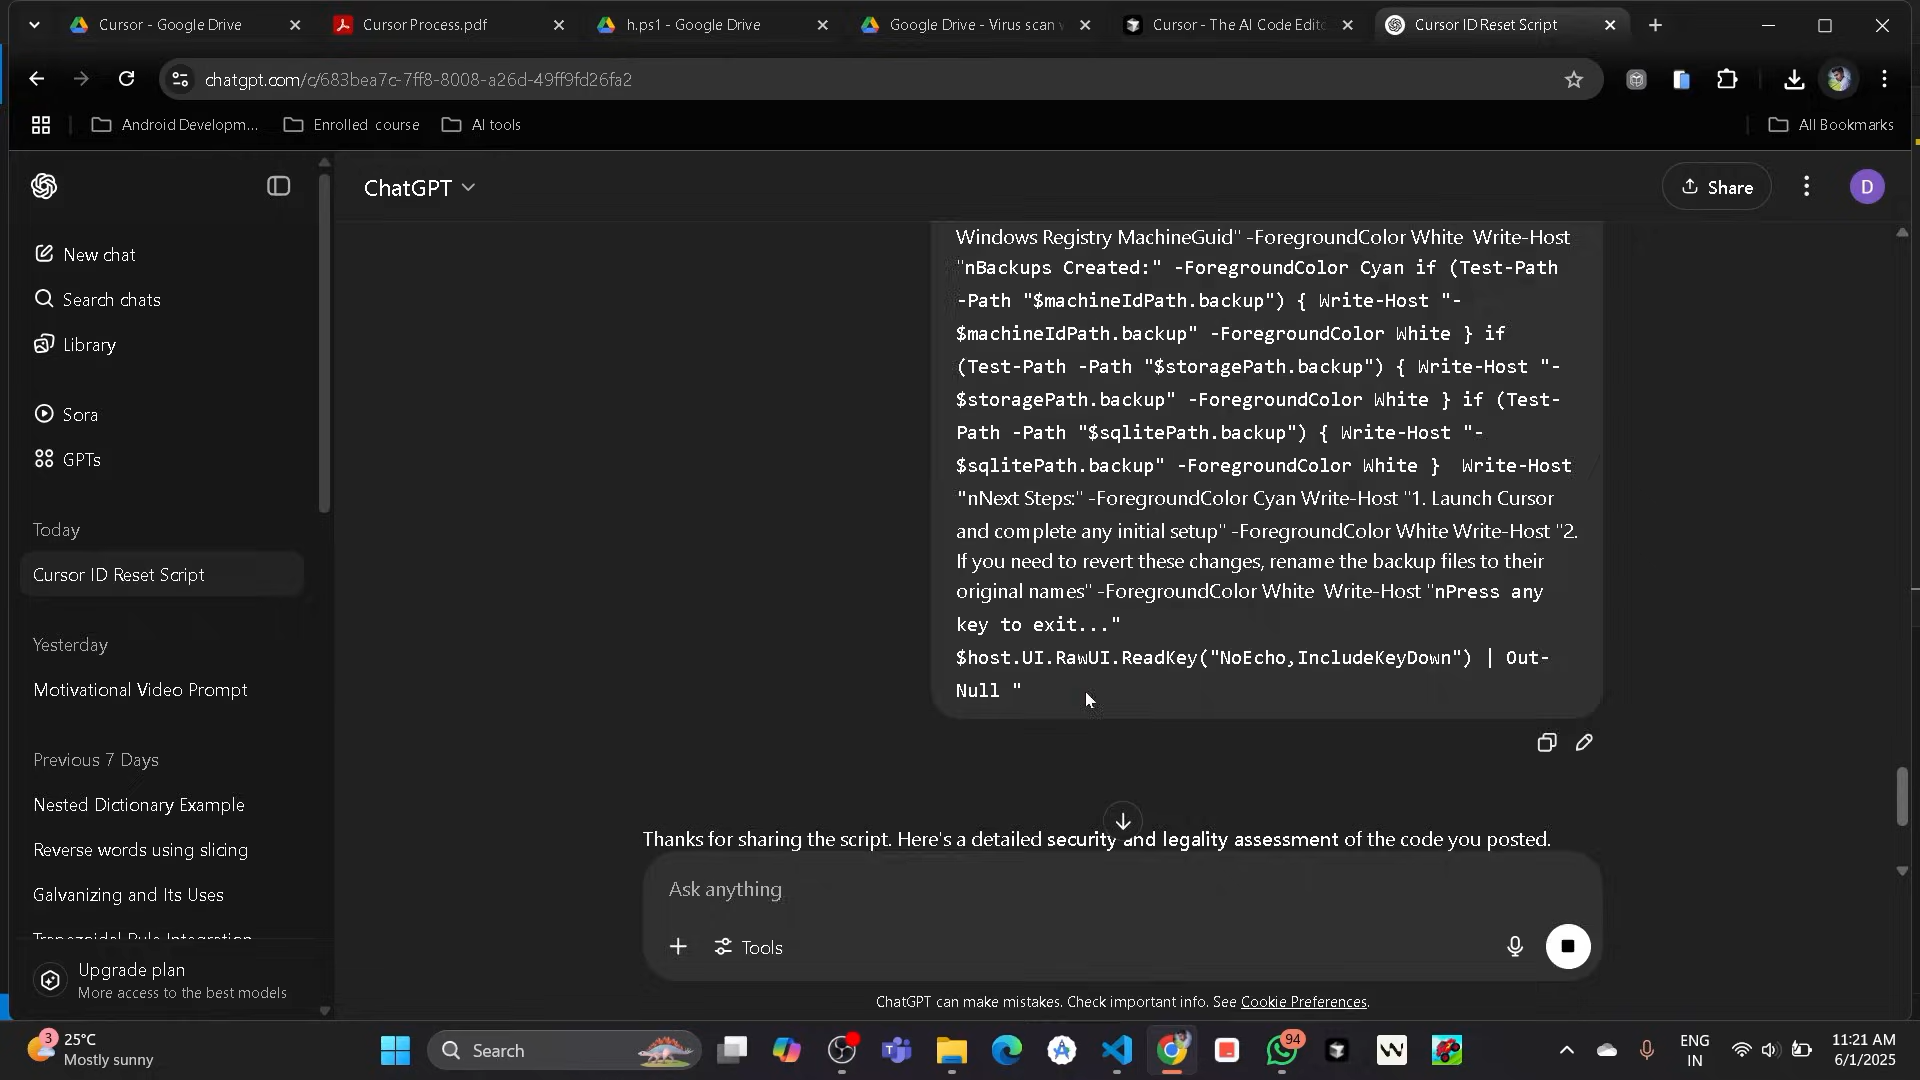 Cursor - Google Drive
Cursor Process.pdf
h.ps1 - Google Drive
Google Drive - Virus scan
Cursor - The AI Code Edit
Cursor ID Reset Script
chatgpt.com/c/683bea7c-7ff8-8008-a26d-49ff9fd26fa2
Android Developm...
Enrolled course
AI tools
All Bookmarks
ChatGPT
Share
D
New chat
Search chats
Library
Sora
GPTs
Today
Cursor ID Reset Script
Yesterday
Motivational Video Prompt
Previous 7 Days
Nested Dictionary Example
Reverse words using slicing
Galvanizing and Its Uses
Trapezoidal Rule Integration
Upgrade plan
More access to the best models
Windows Registry MachineGuid" -ForegroundColor White  Write-Host
"nBackups Created:" -ForegroundColor Cyan if (Test-Path
-Path "$machineIdPath.backup") { Write-Host "-
$machineIdPath.backup" -ForegroundColor White } if
(Test-Path -Path "$storagePath.backup") { Write-Host "-
$storagePath.backup" -ForegroundColor White } if (Test-
Path -Path "$sqlitePath.backup") { Write-Host "-
$sqlitePath.backup" -ForegroundColor White }  Write-Host
"nNext Steps:" -ForegroundColor Cyan Write-Host "1. Launch Cursor
and complete any initial setup" -ForegroundColor White Write-Host "2.
If you need to revert these changes, rename the backup files to their
original names" -ForegroundColor White  Write-Host "nPress any
key to exit..."
$host.UI.RawUI.ReadKey("NoEcho,IncludeKeyDown") | Out-
Null "
Thanks for sharing the script. Here's a detailed security and legality assessment of the code you posted.
Ask anything
Tools
ChatGPT can make mistakes. Check important info. See Cookie Preferences.
3
25°C
Mostly sunny
Search
94
ENG
IN
11:21 AM
6/1/2025